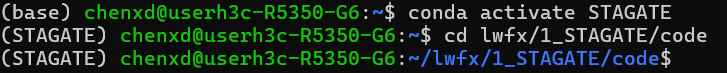 (base) chenxd@userh3c-R5350-G6:~$ conda activate STAGATE
(STAGATE) chenxd@userh3c-R5350-G6:~$ cd lwfx/1_STAGATE/code
(STAGATE) chenxd@userh3c-R5350-G6:~/lwfx/1_STAGATE/code$